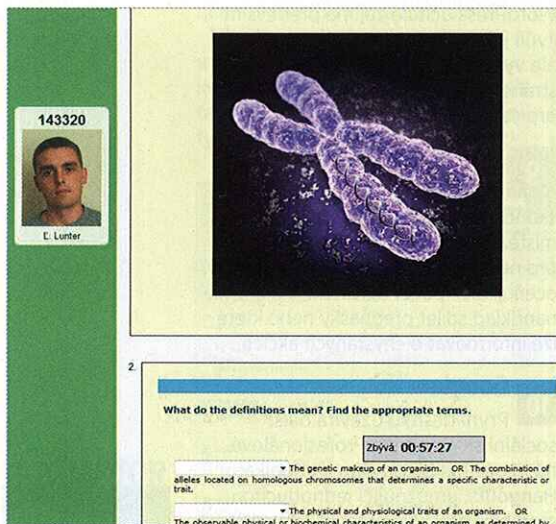 143320
Ľ. Lunter
2.
What do the definitions mean? Find the appropriate terms.
Zbývá: 00:57:27
The genetic makeup of an organism. OR The combination of
alleles located on homologous chromosomes that determines a specific characteristic or
trait.
The physical and physiological traits of an organism. OR
The observable physical or biochemical characteristics of an organism, as determined by